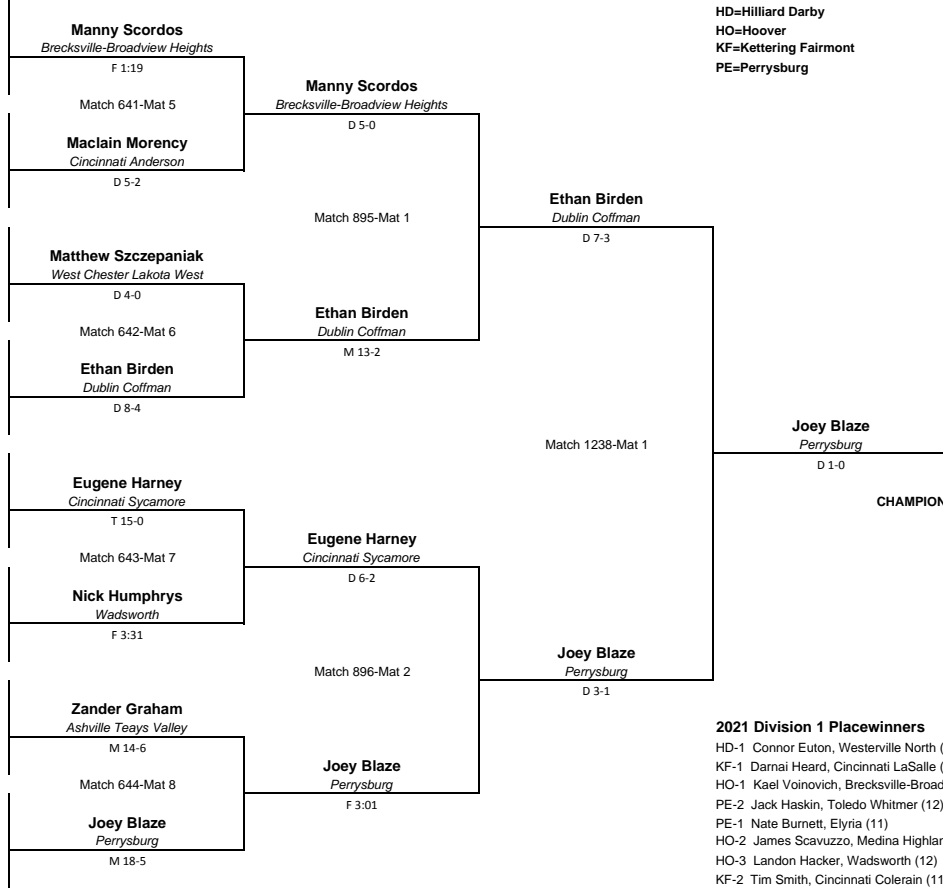 HD=Hilliard Darby
HO=Hoover
KF=Kettering Fairmont
PE=Perrysburg
Manny Scordos
Brecksville-Broadview Heights
F 1:19
Match 641-Mat 5
Maclain Morency
Cincinnati Anderson
D 5-2
Matthew Szczepaniak
West Chester Lakota West
D 4-0
Match 642-Mat 6
Ethan Birden
Dublin Coffman
D 8-4
Eugene Harney
Cincinnati Sycamore
T 15-0
Match 643-Mat 7
Nick Humphrys
Wadsworth
F 3:31
Zander Graham
Ashville Teays Valley
M 14-6
Match 644-Mat 8
Joey Blaze
Perrysburg
M 18-5
Manny Scordos
Brecksville-Broadview Heights
D 5-0
Match 895-Mat 1
Ethan Birden
Dublin Coffman
M 13-2
Eugene Harney
Cincinnati Sycamore
D 6-2
Match 896-Mat 2
Joey Blaze
Perrysburg
F 3:01
Ethan Birden
Dublin Coffman
D 7-3
Match 1238-Mat 1
Joey Blaze
Perrysburg
D 3-1
Joey Blaze
Perrysburg
D 1-0
CHAMPION
2021 Division 1 Placewinners
HD-1 Connor Euton, Westerville North (
KF-1 Darnai Heard, Cincinnati LaSalle (
HO-1 Kael Voinovich, Brecksville-Broad
PE-2 Jack Haskin, Toledo Whitmer (12)
PE-1 Nate Burnett, Elyria (11)
HO-2 James Scavuzzo, Medina Highlan
HO-3 Landon Hacker, Wadsworth (12)
KF-2 Tim Smith, Cincinnati Colerain (11